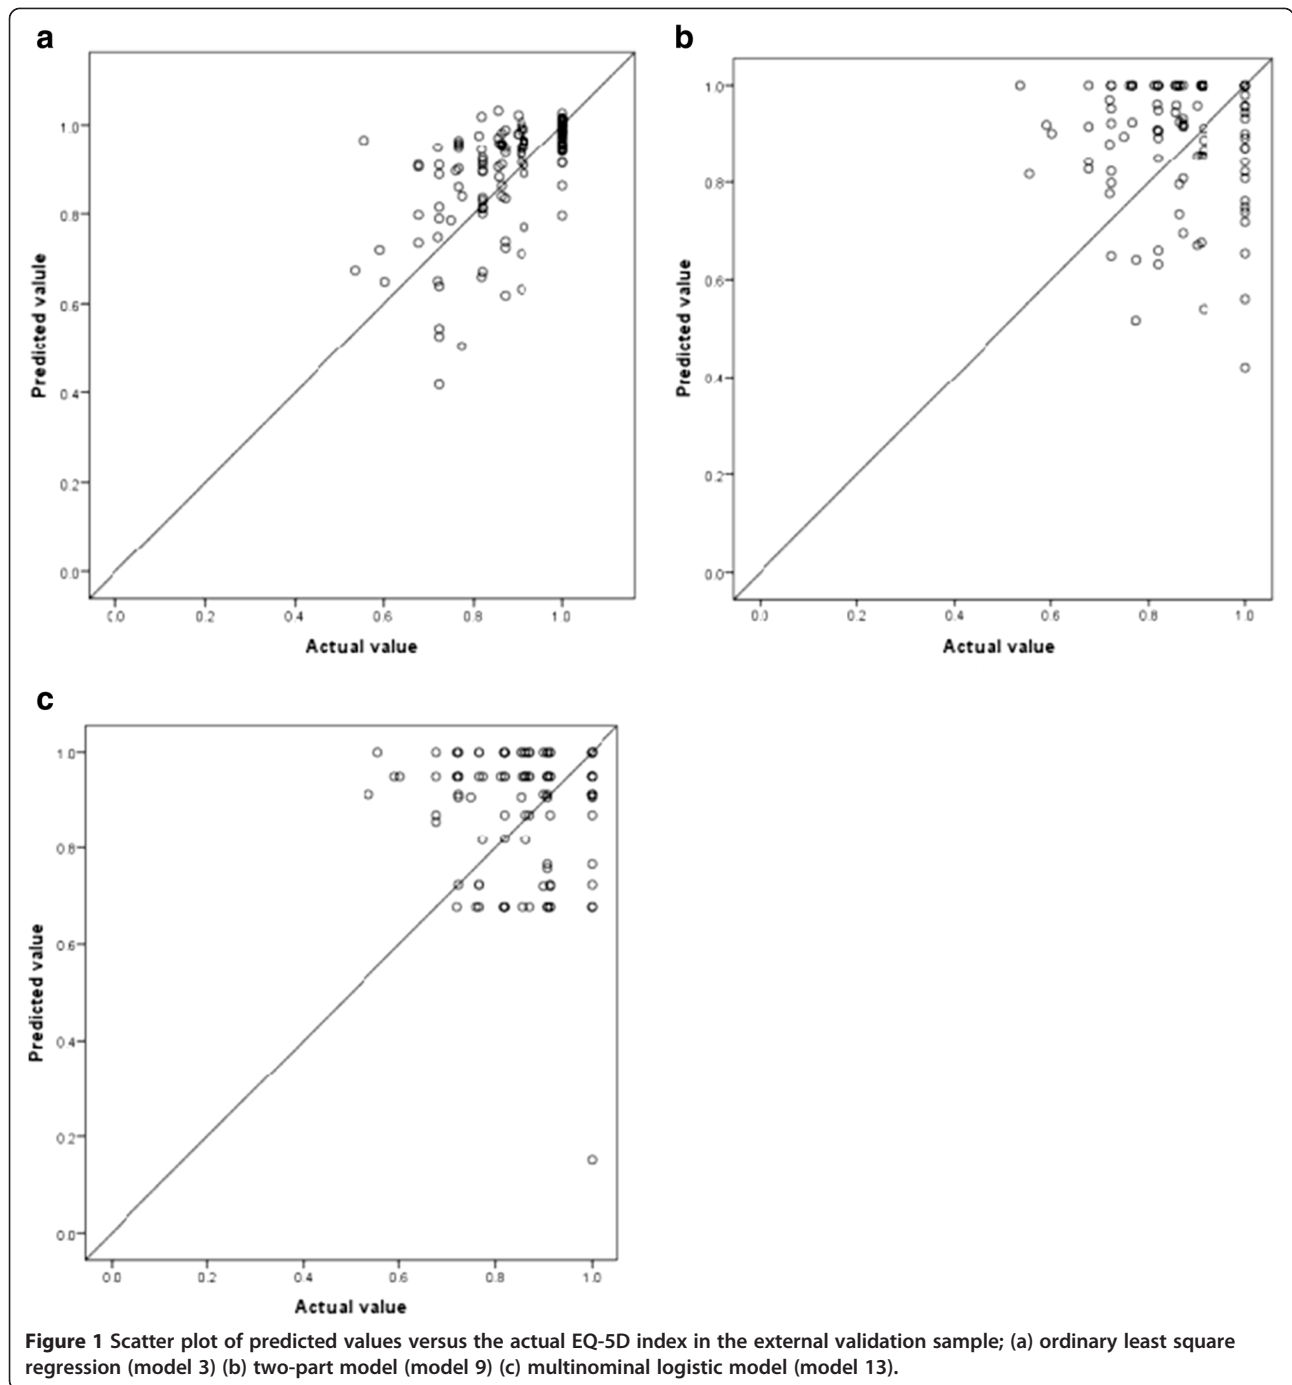 a
1.0
0.8
0.6
0.4
0.2
0.0
Predicted valule
0.0 0.2 0.4 0.6 0.8 1.0
Actual value
b
1.0
0.8
0.6
0.4
0.2
0.0
Predicted value
0.0 0.2 0.4 0.6 0.8 1.0
Actual value
c
1.0
0.8
0.6
0.4
0.2
0.0
Predicted value
0.0 0.2 0.4 0.6 0.8 1.0
Actual value
Figure 1 Scatter plot of predicted values versus the actual EQ-5D index in the external validation sample; (a) ordinary least square
regression (model 3) (b) two-part model (model 9) (c) multinominal logistic model (model 13).